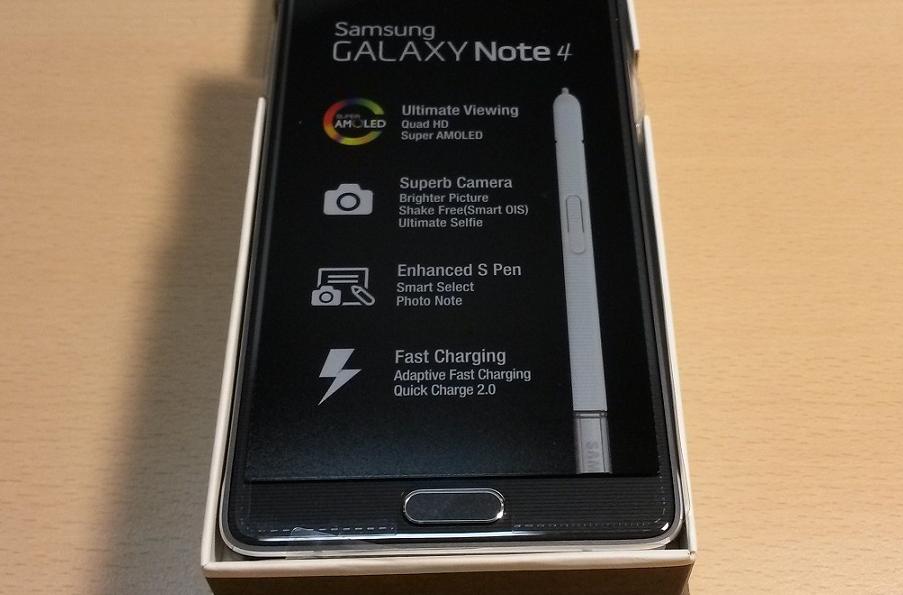 Samsung
GALAXY Note 4
SUPER
AMOLED
Ultimate Viewing
Quad HD
Super AMOLED
Superb Camera
Brighter Picture
Shake Free(Smart OIS)
Ultimate Selfie
Enhanced S Pen
Smart Select
Photo Note
Fast Charging
Adaptive Fast Charging
Quick Charge 2.0
SAM